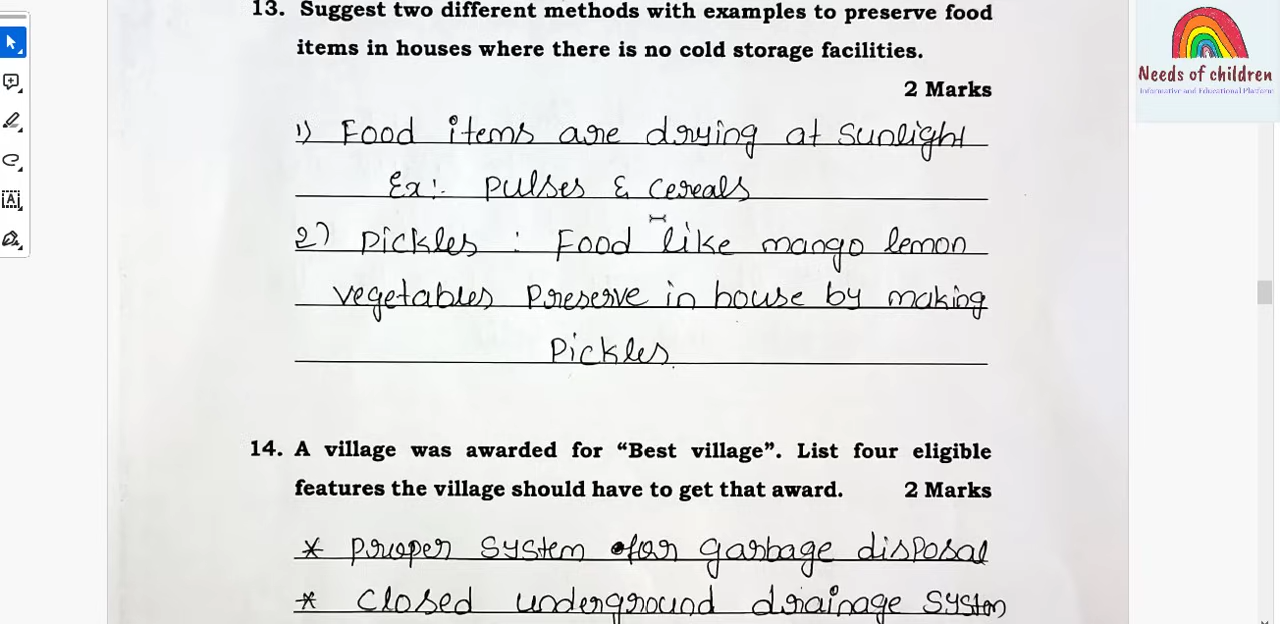 13. Suggest two different methods with examples to preserve food
items in houses where there is no cold storage facilities.
2 Marks
1) Food items are drying at sunlight
Ex:. pulses & cereals
2) Pickles : Food like mango lemon
vegetables preserve in house by making
Pickles.
14. A village was awarded for “Best village”. List four eligible
features the village should have to get that award. 2 Marks
* proper system for garbage disposal
* closed underground drainage system
Needs of children
Informative and Educational Platform